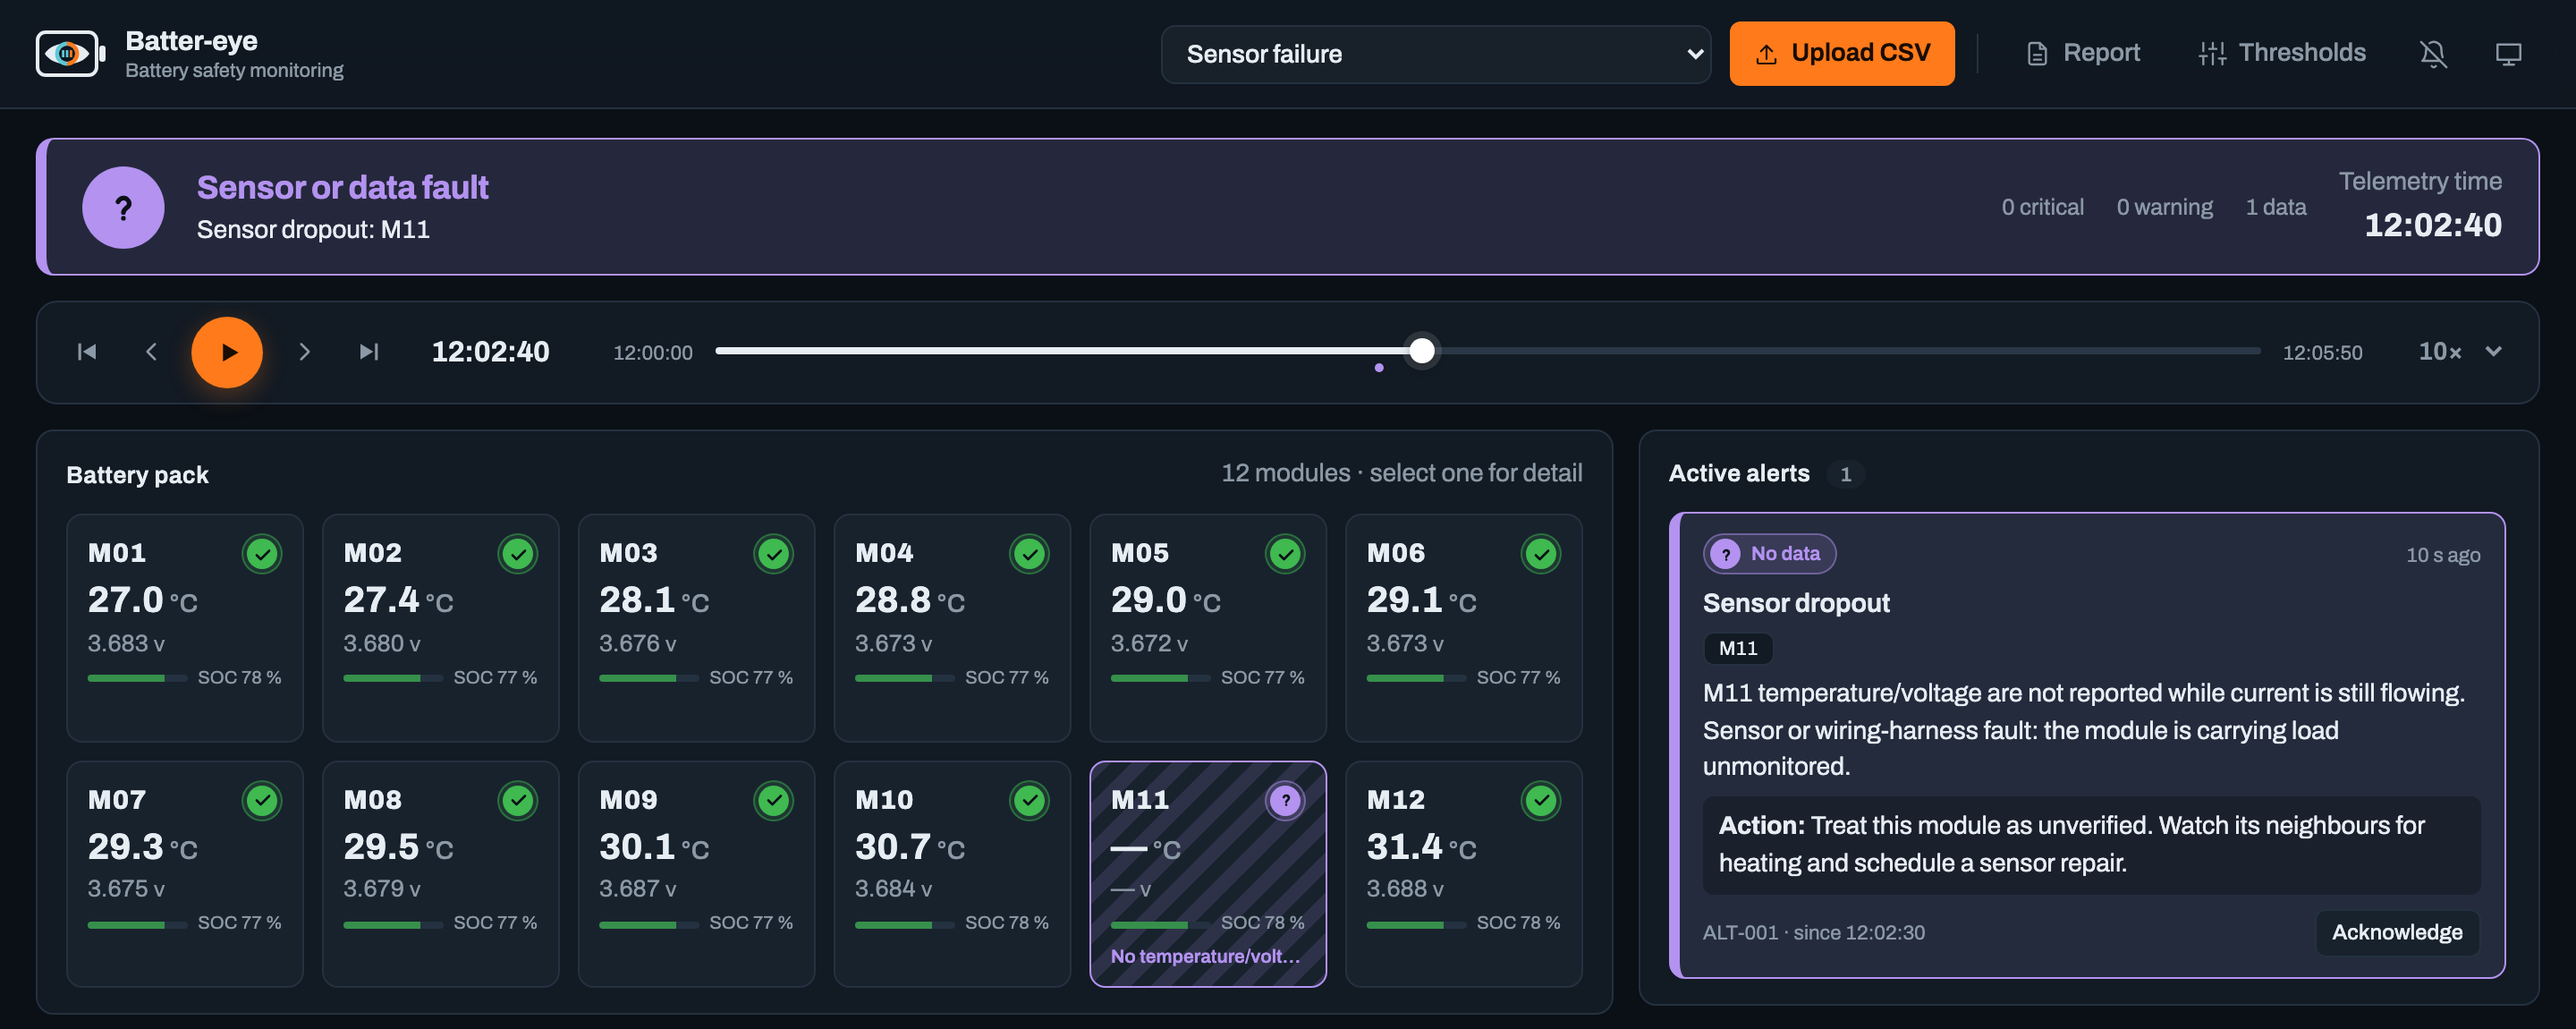 Batter-eye
Battery safety monitoring
Sensor failure
Upload CSV
Report
Thresholds
?
Sensor or data fault
Sensor dropout: M11
0 critical
0 warning
1 data
Telemetry time
12:02:40
12:02:40
12:00:00
12:05:50
10×
Battery pack
12 modules · select one for detail
M01
27.0 °C
3.683 v
SOC 78 %
M02
27.4 °C
3.680 v
SOC 77 %
M03
28.1 °C
3.676 v
SOC 77 %
M04
28.8 °C
3.673 v
SOC 77 %
M05
29.0 °C
3.672 v
SOC 77 %
M06
29.1 °C
3.673 v
SOC 77 %
M07
29.3 °C
3.675 v
SOC 77 %
M08
29.5 °C
3.679 v
SOC 77 %
M09
30.1 °C
3.687 v
SOC 77 %
M10
30.7 °C
3.684 v
SOC 78 %
M11
?
— °C
— v
SOC 78 %
No temperature/volt...
M12
31.4 °C
3.688 v
SOC 78 %
Active alerts 1
? No data
10 s ago
Sensor dropout
M11
M11 temperature/voltage are not reported while current is still flowing.
Sensor or wiring-harness fault: the module is carrying load
unmonitored.
Action: Treat this module as unverified. Watch its neighbours for
heating and schedule a sensor repair.
ALT-001 · since 12:02:30
Acknowledge